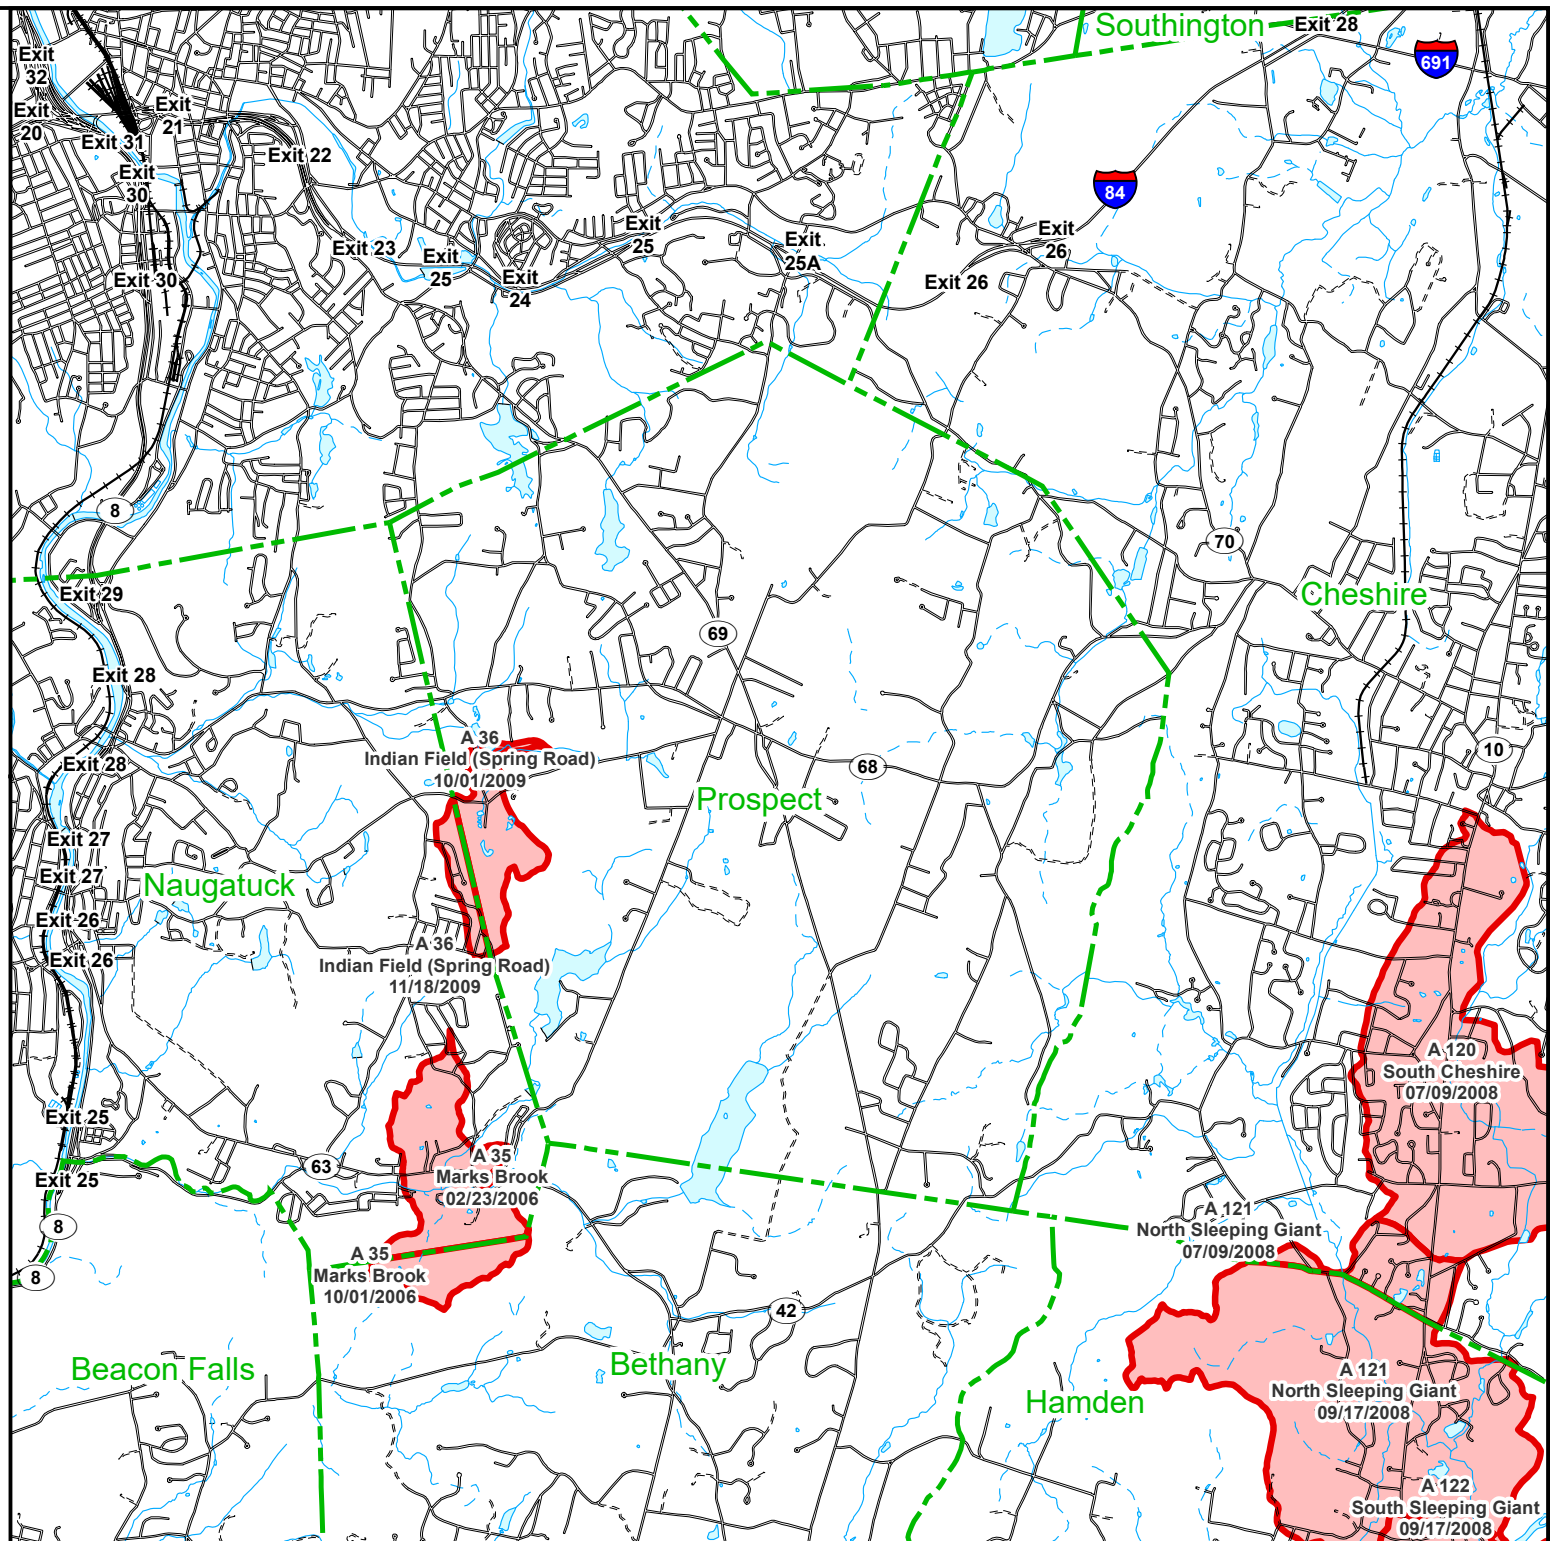 Southington
Exit 28
691
Exit
32
Exit
20
Exit
21
Exit 31
Exit 22
Exit
30
84
Exit 23
Exit
25
Exit
25
Exit
24
Exit
25A
Exit
26
Exit 26
Exit 30
8
70
Exit 29
Cheshire
69
Exit 28
A 36
Indian Field (Spring Road)
10/01/2009
10
Exit 28
68
Prospect
Exit 27
Exit 27
Naugatuck
Exit 26
Exit 26
A 36
Indian Field (Spring Road)
11/18/2009
A 120
South Cheshire
07/09/2008
Exit 25
63
Exit 25
A 35
Marks Brook
02/23/2006
8
A 121
North Sleeping Giant
07/09/2008
8
A 35
Marks Brook
10/01/2006
42
Beacon Falls
Bethany
Hamden
A 121
North Sleeping Giant
09/17/2008
A 122
South Sleeping Giant
09/17/2008